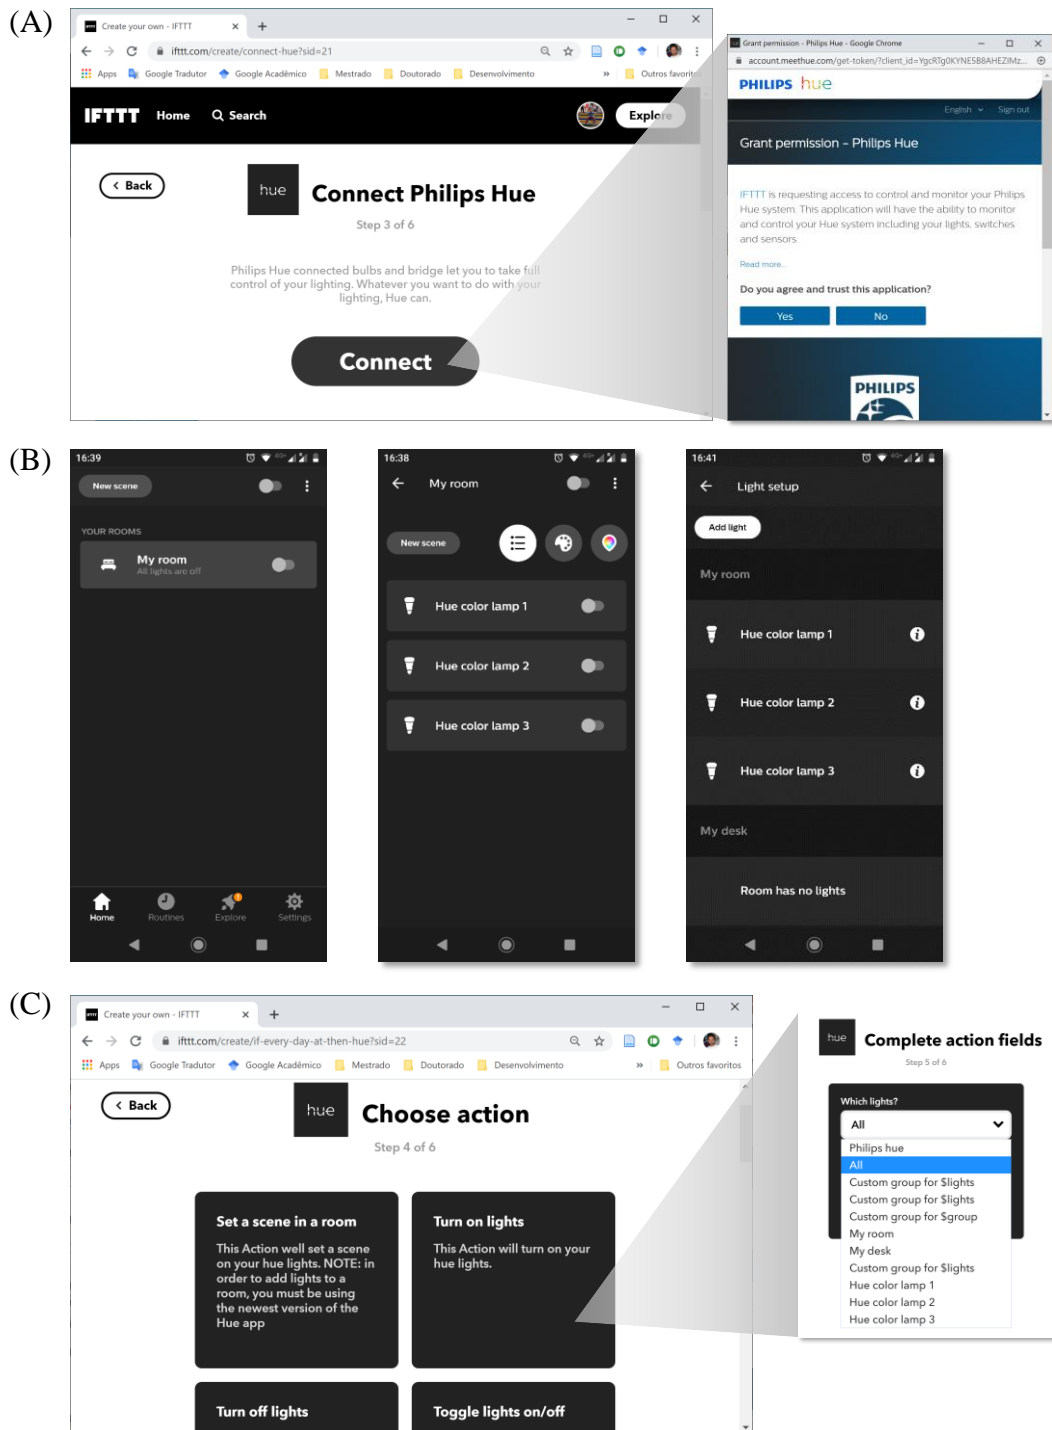 (A)
Create your own - IFTTT
ifttt.com/create/connect-hue?sid=21
Apps Google Tradutor Google Acadêmico Mestrado Doutorado Desenvolvimento » Outros favoritos
IFTTT Home Search Explore
Back
hue
Connect Philips Hue
Step 3 of 6
Philips Hue connected bulbs and bridge let you to take full
control of your lighting. Whatever you want to do with your
lighting, Hue can.
Connect
Grant permission - Philips Hue - Google Chrome
account.meethue.com/get-token/?client_id=YgcRTg0KYNE5B8AHEZIMz...
PHILIPS hue
English Sign out
Grant permission – Philips Hue
IFTTT is requesting access to control and monitor your Philips
Hue system. This application will have the ability to monitor
and control your Hue system including your lights, switches
and sensors.
Read more...
Do you agree and trust this application?
Yes No
PHILIPS
(B)
16:39
New scene
YOUR ROOMS
My room
All lights are off
Home Routines Explore Settings
16:38
My room
New scene
Hue color lamp 1
Hue color lamp 2
Hue color lamp 3
16:41
Light setup
Add light
My room
Hue color lamp 1
Hue color lamp 2
Hue color lamp 3
My desk
Room has no lights
(C)
Create your own - IFTTT
ifttt.com/create/if-every-day-at-then-hue?sid=22
Apps Google Tradutor Google Acadêmico Mestrado Doutorado Desenvolvimento » Outros favoritos
Back
hue
Choose action
Step 4 of 6
Set a scene in a room
This Action well set a scene
on your hue lights. NOTE: in
order to add lights to a
room, you must be using
the newest version of the
Hue app
Turn on lights
This Action will turn on your
hue lights.
Turn off lights
Toggle lights on/off
hue
Complete action fields
Step 5 of 6
Which lights?
All
Philips hue
All
Custom group for $lights
Custom group for $lights
Custom group for $group
My room
My desk
Custom group for $lights
Hue color lamp 1
Hue color lamp 2
Hue color lamp 3